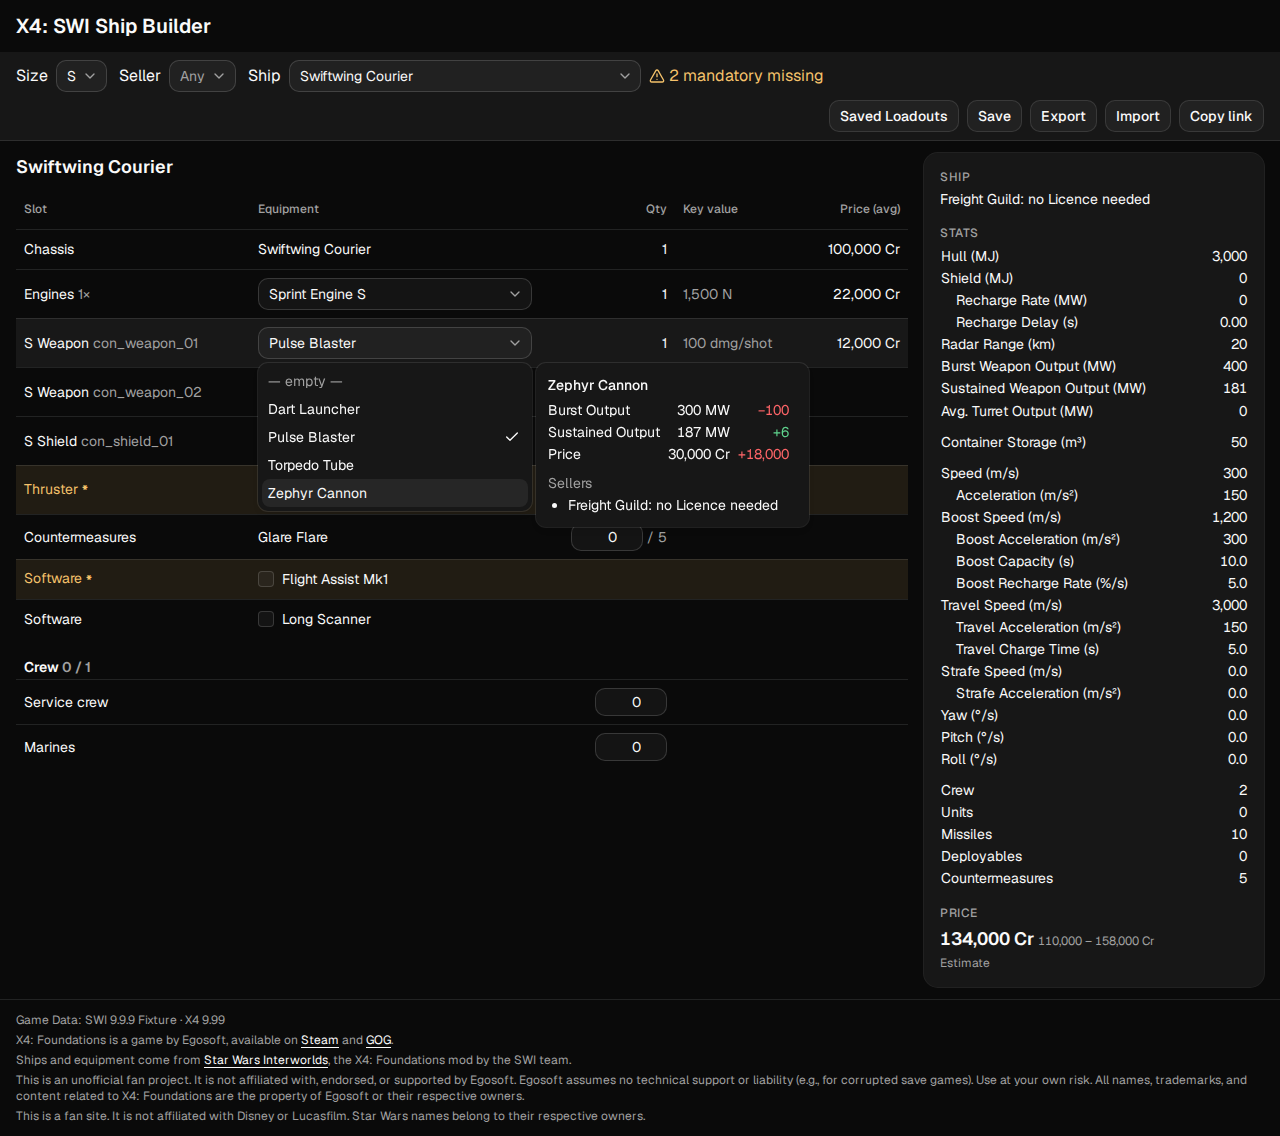 X4: SWI Ship Builder
Size S Seller Any Ship Swiftwing Courier 2 mandatory missing
Saved Loadouts Save Export Import Copy link
Swiftwing Courier
Slot Equipment Qty Key value Price (avg)
Chassis Swiftwing Courier 1 100,000 Cr
Engines 1× Sprint Engine S 1 1,500 N 22,000 Cr
S Weapon con_weapon_01 Pulse Blaster 1 100 dmg/shot 12,000 Cr
S Weapon con_weapon_02
S Shield con_shield_01
Thruster *
Countermeasures Glare Flare 0 / 5
Software * Flight Assist Mk1
Software Long Scanner
— empty —
Dart Launcher
Pulse Blaster
Torpedo Tube
Zephyr Cannon
Zephyr Cannon
Burst Output 300 MW −100
Sustained Output 187 MW +6
Price 30,000 Cr +18,000
Sellers
• Freight Guild: no Licence needed
Crew 0 / 1
Service crew 0
Marines 0
SHIP
Freight Guild: no Licence needed
STATS
Hull (MJ) 3,000
Shield (MJ) 0
Recharge Rate (MW) 0
Recharge Delay (s) 0.00
Radar Range (km) 20
Burst Weapon Output (MW) 400
Sustained Weapon Output (MW) 181
Avg. Turret Output (MW) 0
Container Storage (m³) 50
Speed (m/s) 300
Acceleration (m/s²) 150
Boost Speed (m/s) 1,200
Boost Acceleration (m/s²) 300
Boost Capacity (s) 10.0
Boost Recharge Rate (%/s) 5.0
Travel Speed (m/s) 3,000
Travel Acceleration (m/s²) 150
Travel Charge Time (s) 5.0
Strafe Speed (m/s) 0.0
Strafe Acceleration (m/s²) 0.0
Yaw (°/s) 0.0
Pitch (°/s) 0.0
Roll (°/s) 0.0
Crew 2
Units 0
Missiles 10
Deployables 0
Countermeasures 5
PRICE
134,000 Cr 110,000 – 158,000 Cr
Estimate
Game Data: SWI 9.9.9 Fixture · X4 9.99
X4: Foundations is a game by Egosoft, available on Steam and GOG.
Ships and equipment come from Star Wars Interworlds, the X4: Foundations mod by the SWI team.
This is an unofficial fan project. It is not affiliated with, endorsed, or supported by Egosoft. Egosoft assumes no technical support or liability (e.g., for corrupted save games). Use at your own risk. All names, trademarks, and
content related to X4: Foundations are the property of Egosoft or their respective owners.
This is a fan site. It is not affiliated with Disney or Lucasfilm. Star Wars names belong to their respective owners.